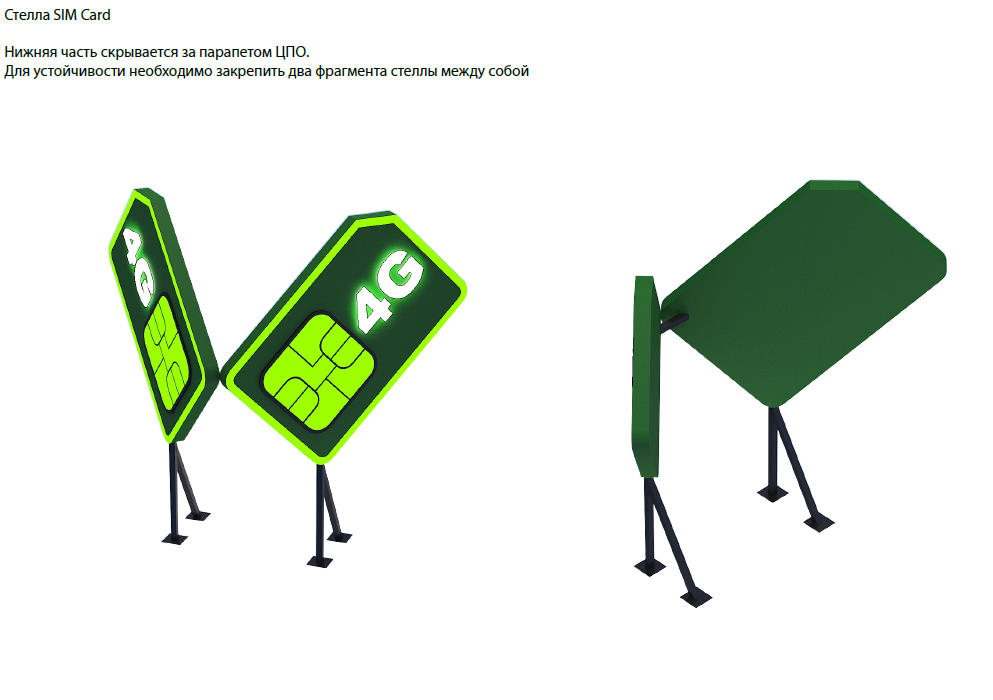 Стелла SIM Card
Нижняя часть скрывается за парапетом ЦПО.
Для устойчивости необходимо закрепить два фрагмента стеллы между собой
4G
4G